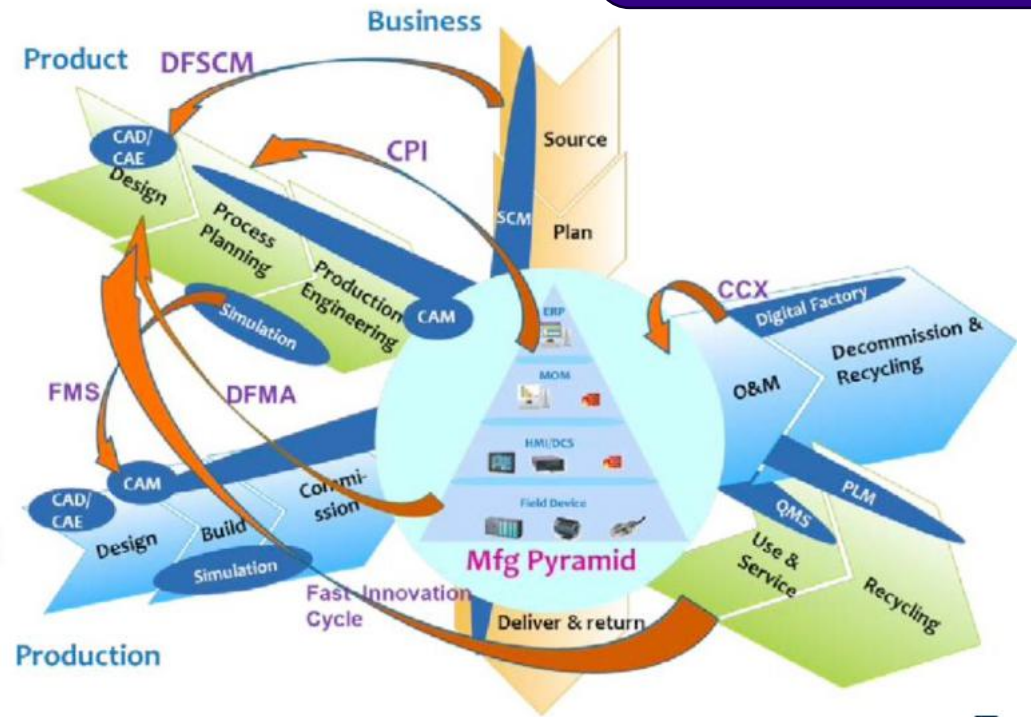 Business
Product
DFSCM
CAD/
CAE
Design
CPI
Source
SCM
Plan
Process
Planning
Production
Engineering
CAM
Simulation
CCX
Digital Factory
Decommission &
Recycling
O&M
ERP
MOM
HMI/DCS
Field Device
Mfg Pyramid
FMS
DFMA
CAM
CAD/
CAE
Design
Build
Commi-
ssion
Simulation
PLM
QMS
Use &
Service
Recycling
Fast Innovation
Cycle
Deliver & return
Production